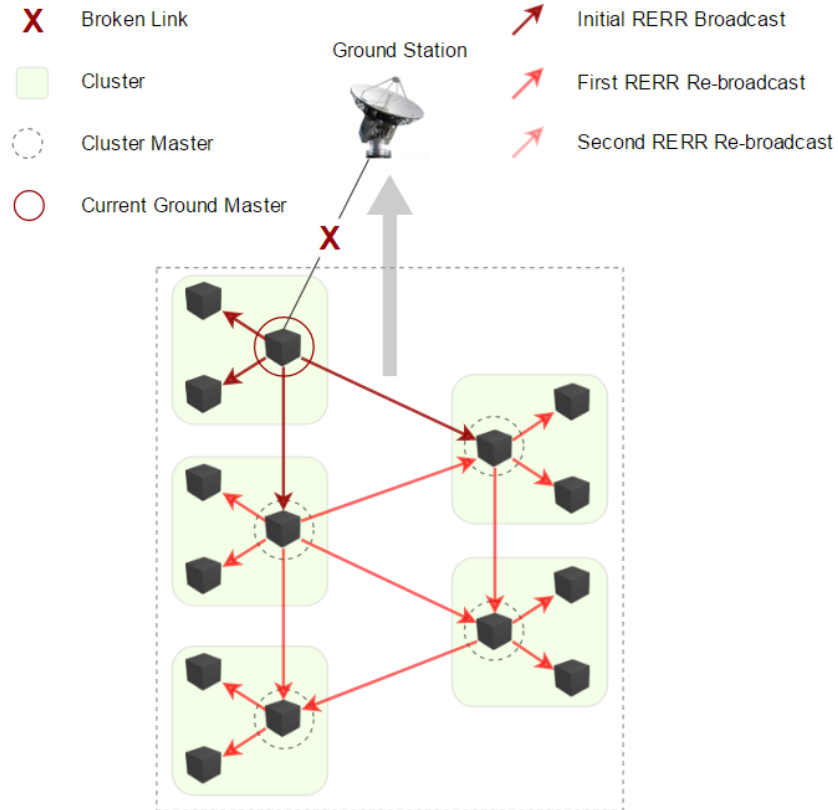 X
Broken Link
Cluster
Cluster Master
Current Ground Master
Ground Station
Initial RERR Broadcast
First RERR Re-broadcast
Second RERR Re-broadcast
X